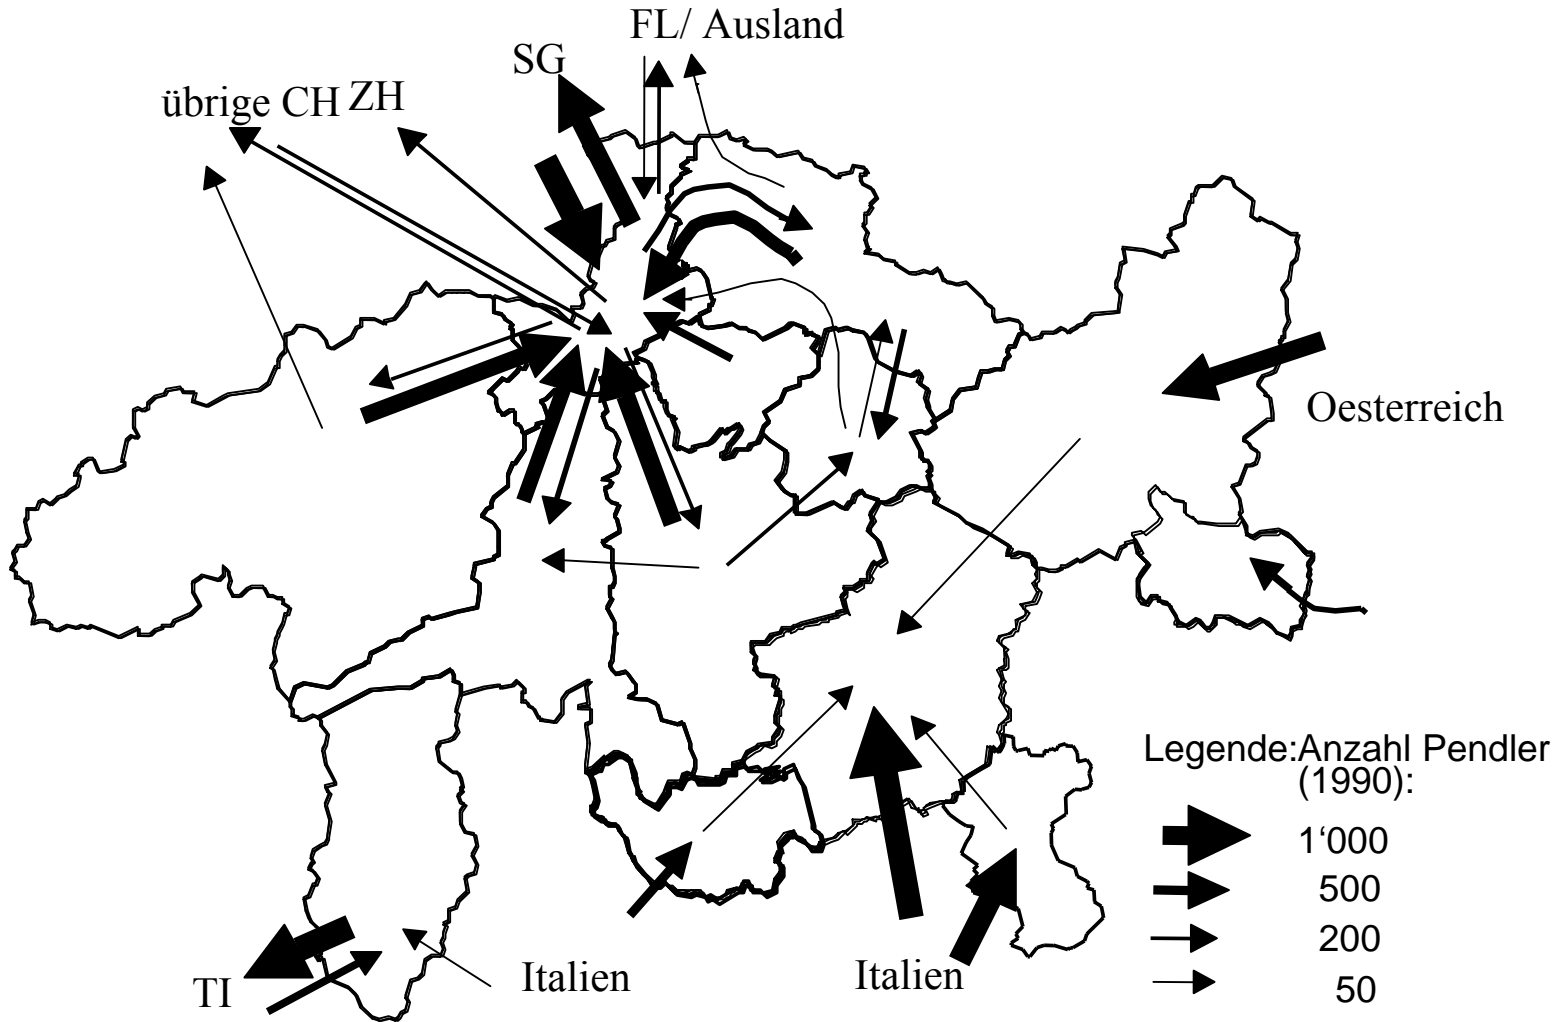 FL/ Ausland
SG
übrige CH ZH
Oesterreich
Legende:Anzahl Pendler
(1990):
1‘000
500
200
50
Italien
Italien
TI